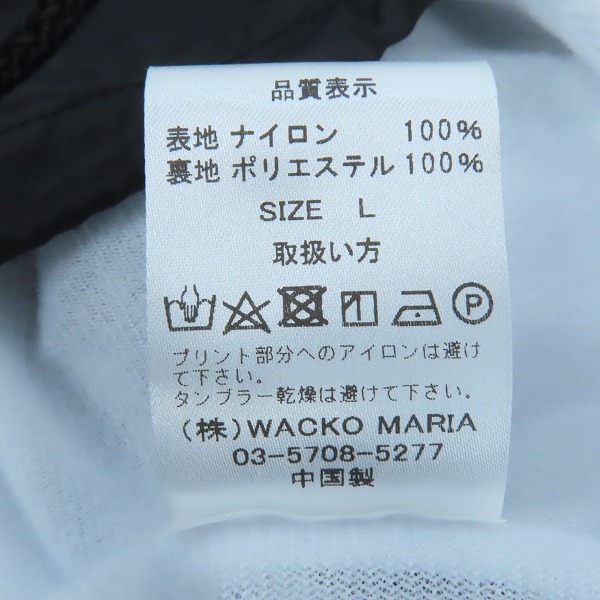 品質表示
表地 ナイロン 100%
裏地 ポリエステル 100%
SIZE L
取扱い方
P
プリント部分へのアイロンは避け
て下さい。
タンブラー乾燥は避けて下さい。
(株)WACKO MARIA
03-5708-5277
中国製